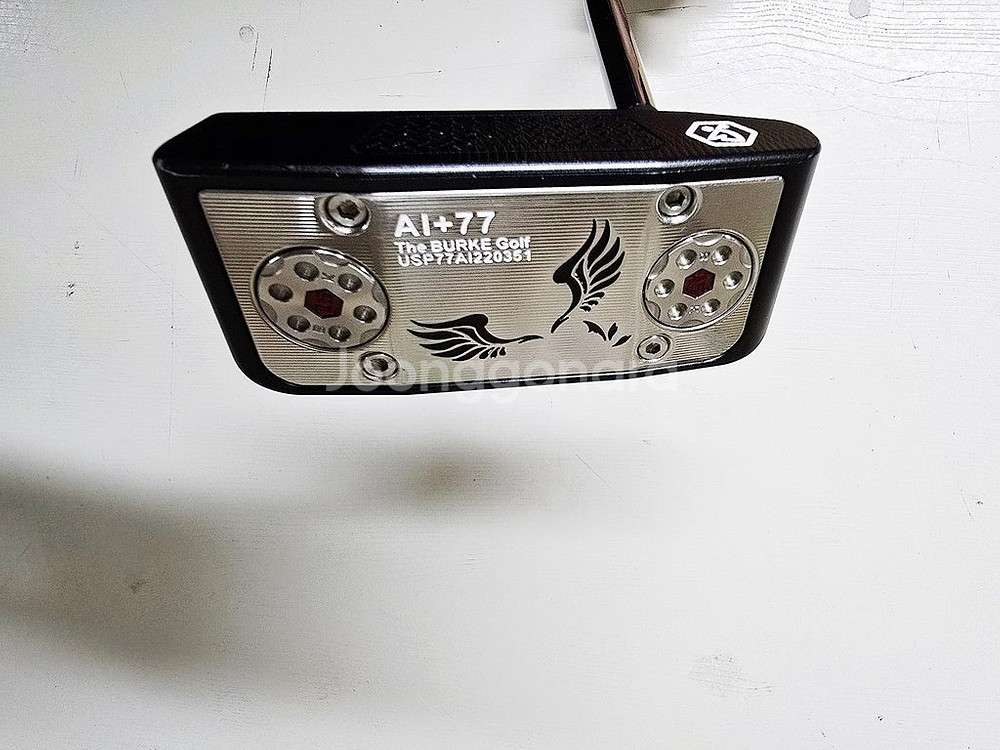 AI+77
The BURKE Golf
USP77AI220351
Joonggonara